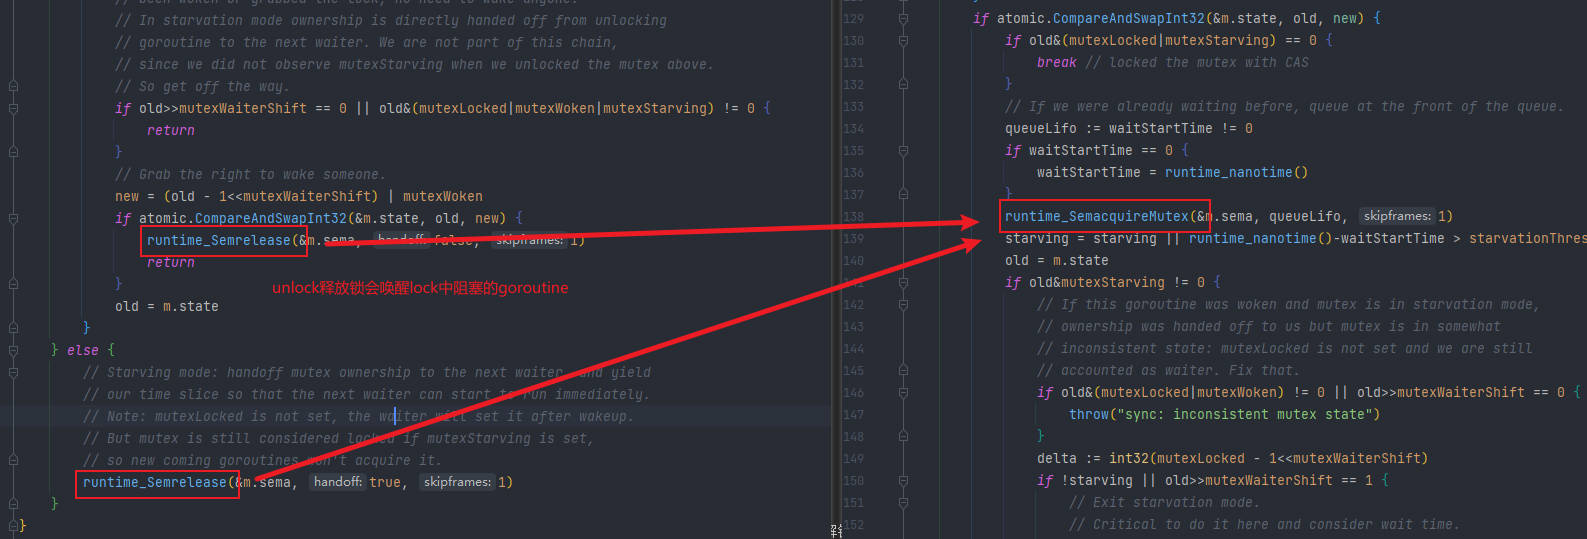 // been woken or grabbed the lock, no need to wake anyone.
// In starvation mode ownership is directly handed off from unlocking
// goroutine to the next waiter. We are not part of this chain,
// since we did not observe mutexStarving when we unlocked the mutex above.
// So get off the way.
if old>>mutexWaiterShift == 0 || old&(mutexLocked|mutexWoken|mutexStarving) != 0 {
return
}
// Grab the right to wake someone.
new = (old - 1<<mutexWaiterShift) | mutexWoken
if atomic.CompareAndSwapInt32(&m.state, old, new) {
runtime_Semrelease(&m.sema, handoff: false, skipframes: 1)
return
}
unlock释放锁会唤醒lock中阻塞的goroutine
old = m.state
}
} else {
// Starving mode: handoff mutex ownership to the next waiter, and yield
// our time slice so that the next waiter can start to run immediately.
// Note: mutexLocked is not set, the waiter will set it after wakeup.
// But mutex is still considered locked if mutexStarving is set,
// so new coming goroutines won't acquire it.
runtime_Semrelease(&m.sema, handoff: true, skipframes: 1)
}
}
129 if atomic.CompareAndSwapInt32(&m.state, old, new) {
130 if old&(mutexLocked|mutexStarving) == 0 {
131 break // locked the mutex with CAS
132 }
133 // If we were already waiting before, queue at the front of the queue.
134 queueLifo := waitStartTime != 0
135 if waitStartTime == 0 {
136 waitStartTime = runtime_nanotime()
137 }
138 runtime_SemacquireMutex(&m.sema, queueLifo, skipframes: 1)
139 starving = starving || runtime_nanotime()-waitStartTime > starvationThres
140 old = m.state
141 if old&mutexStarving != 0 {
142 // If this goroutine was woken and mutex is in starvation mode,
143 // ownership was handed off to us but mutex is in somewhat
144 // inconsistent state: mutexLocked is not set and we are still
145 // accounted as waiter. Fix that.
146 if old&(mutexLocked|mutexWoken) != 0 || old>>mutexWaiterShift == 0 {
147 throw("sync: inconsistent mutex state")
148 }
149 delta := int32(mutexLocked - 1<<mutexWaiterShift)
150 if !starving || old>>mutexWaiterShift == 1 {
151 // Exit starvation mode.
152 // Critical to do it here and consider wait time.